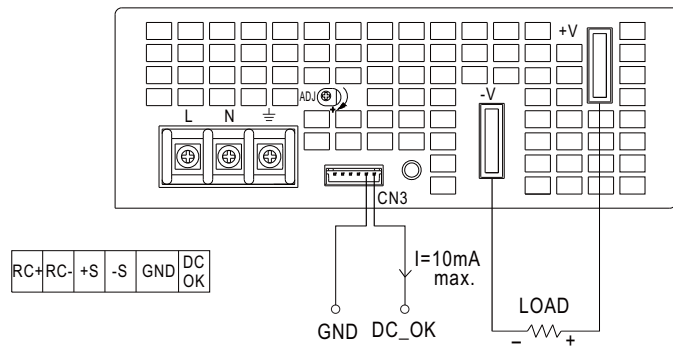 +V
ADJ
-V
+
L N ⏚
CN3
RC+ RC- +S -S GND DC OK
I=10mA
max.
GND DC_OK
LOAD
– +